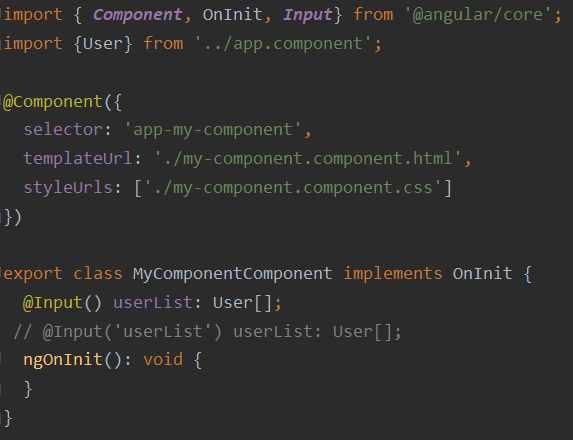 import { Component, OnInit, Input} from '@angular/core';
import {User} from '../app.component';
@Component({
selector: 'app-my-component',
templateUrl: './my-component.component.html',
styleUrls: ['./my-component.component.css']
})
export class MyComponentComponent implements OnInit {
@Input() userList: User[];
// @Input('userList') userList: User[];
ngOnInit(): void {
}
}